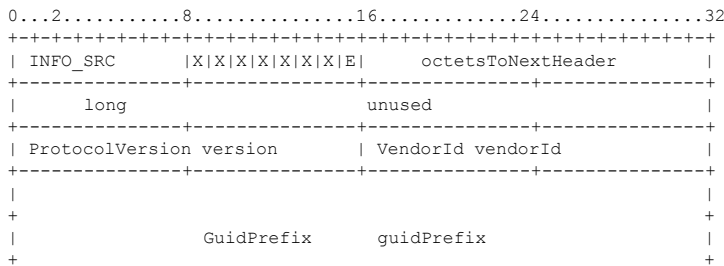 0...2...........8...............16.............24...............32
+-+-+-+-+-+-+-+-+-+-+-+-+-+-+-+-+-+-+-+-+-+-+-+-+-+-+-+-+-+-+-+-+
| INFO_SRC |X|X|X|X|X|X|X|E| octetsToNextHeader |
+---------------+---------------+---------------+---------------+
| long unused |
+---------------+---------------+---------------+---------------+
| ProtocolVersion version | VendorId vendorId |
+---------------+---------------+---------------+---------------+
| |
+ +
| GuidPrefix guidPrefix |
+ +